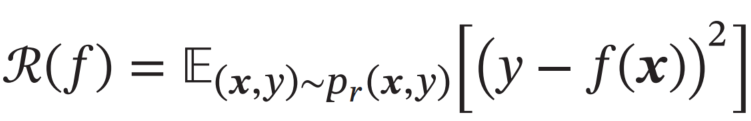 ℛ(f) = 𝔼_{(𝒙,y)∼p_r(𝒙,y)}[(y − f(𝒙))²]